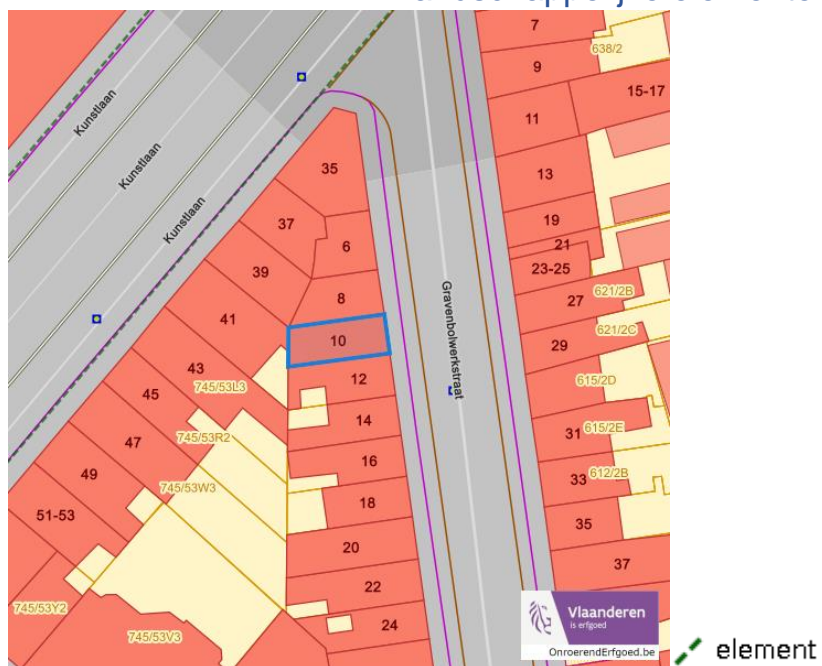 7
638/2
9
15-17
Kunstlaan
11
Kunstlaan
35
13
Kunstlaan
37
19
6
21
39
23-25
8
621/2B
27
Gravenbolwerkstraat
41
10
621/2C
29
43
12
745/53L3
615/2D
45
14
31
615/2E
47
745/53R2
16
33
612/2B
49
745/53W3
18
35
51-53
20
37
22
745/53Y2
24
745/53V3
Vlaanderen
is erfgoed
OnroerendErfgoed.be
element